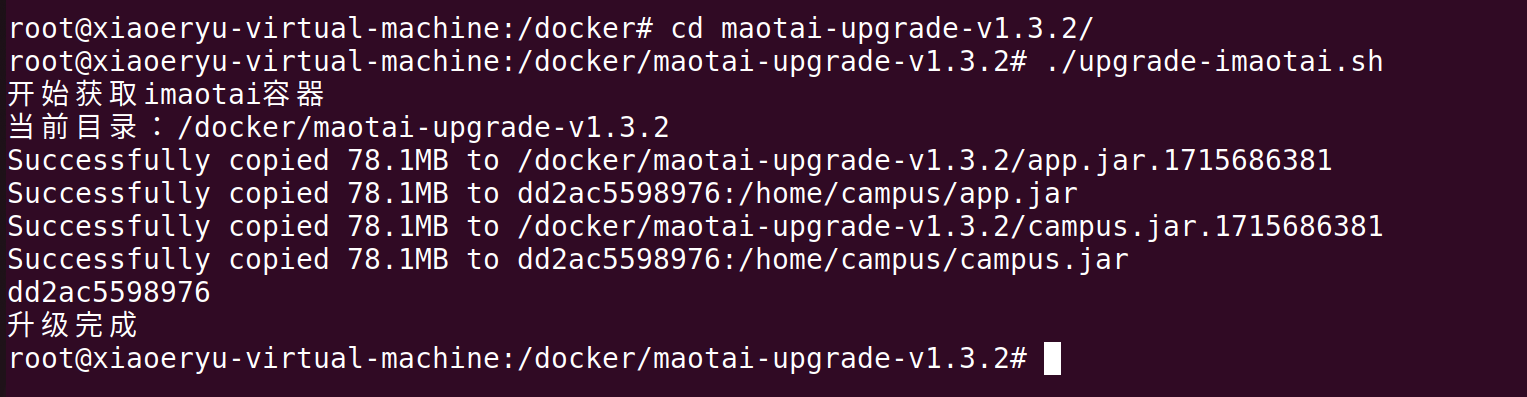 root@xiaoeryu-virtual-machine:/docker# cd maotai-upgrade-v1.3.2/
root@xiaoeryu-virtual-machine:/docker/maotai-upgrade-v1.3.2# ./upgrade-imaotai.sh
开始获取imaotai容器
当前目录：/docker/maotai-upgrade-v1.3.2
Successfully copied 78.1MB to /docker/maotai-upgrade-v1.3.2/app.jar.1715686381
Successfully copied 78.1MB to dd2ac5598976:/home/campus/app.jar
Successfully copied 78.1MB to /docker/maotai-upgrade-v1.3.2/campus.jar.1715686381
Successfully copied 78.1MB to dd2ac5598976:/home/campus/campus.jar
dd2ac5598976
升级完成
root@xiaoeryu-virtual-machine:/docker/maotai-upgrade-v1.3.2#